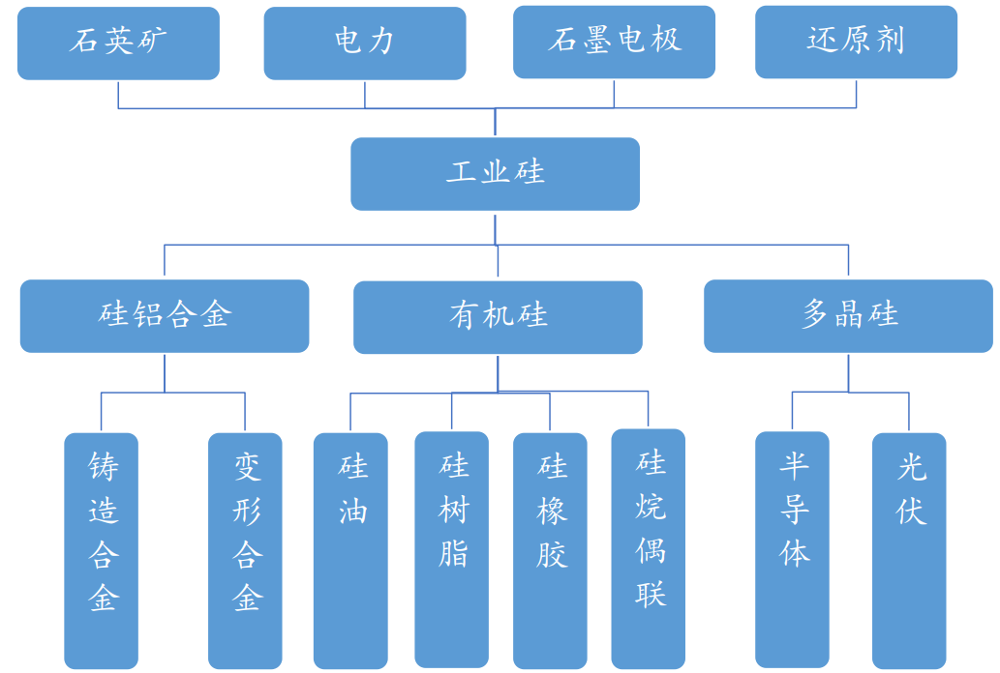 石英矿
电力
石墨电极
还原剂
工业硅
硅铝合金
有机硅
多晶硅
铸造合金
变形合金
硅油
硅树脂
硅橡胶
硅烷偶联
半导体
光伏